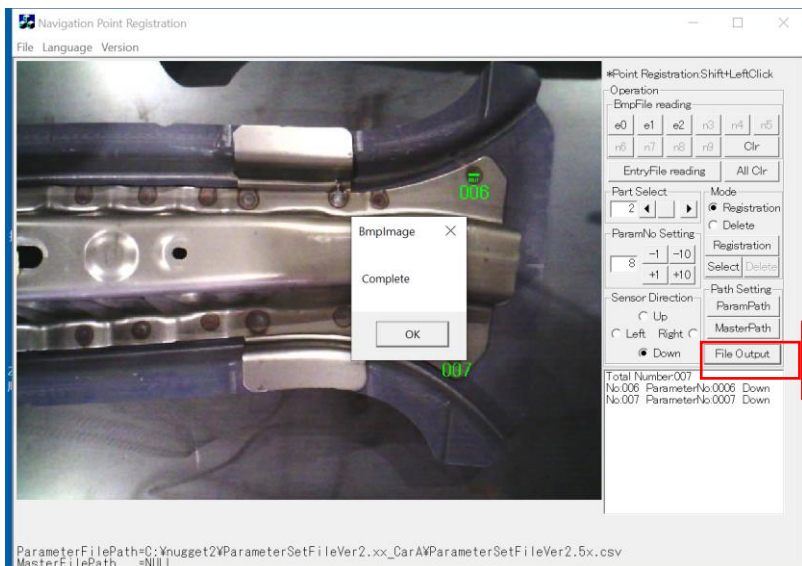 Navigation Point Registration
File Language Version
*Point Registration:Shift+LeftClick
Operation
BmpFile reading
e0 e1 e2 n3 n4 n5
n6 n7 n8 n9 Clr
EntryFile reading All Clr
Part Select
2
Mode
Registration
Delete
ParamNo Setting
8
-1 -10
+1 +10
Registration
Select Delete
Sensor Direction
Up
Left Right
Down
Path Setting
ParamPath
MasterPath
File Output
006
BmpImage
Complete
OK
007
Total Number:007
No:006 ParameterNo:0006 Down
No:007 ParameterNo:0007 Down
ParameterFilePath=C:¥nugget2¥ParameterSetFileVer2.xx_CarA¥ParameterSetFileVer2.5x.csv
MasterFilePath =NULL